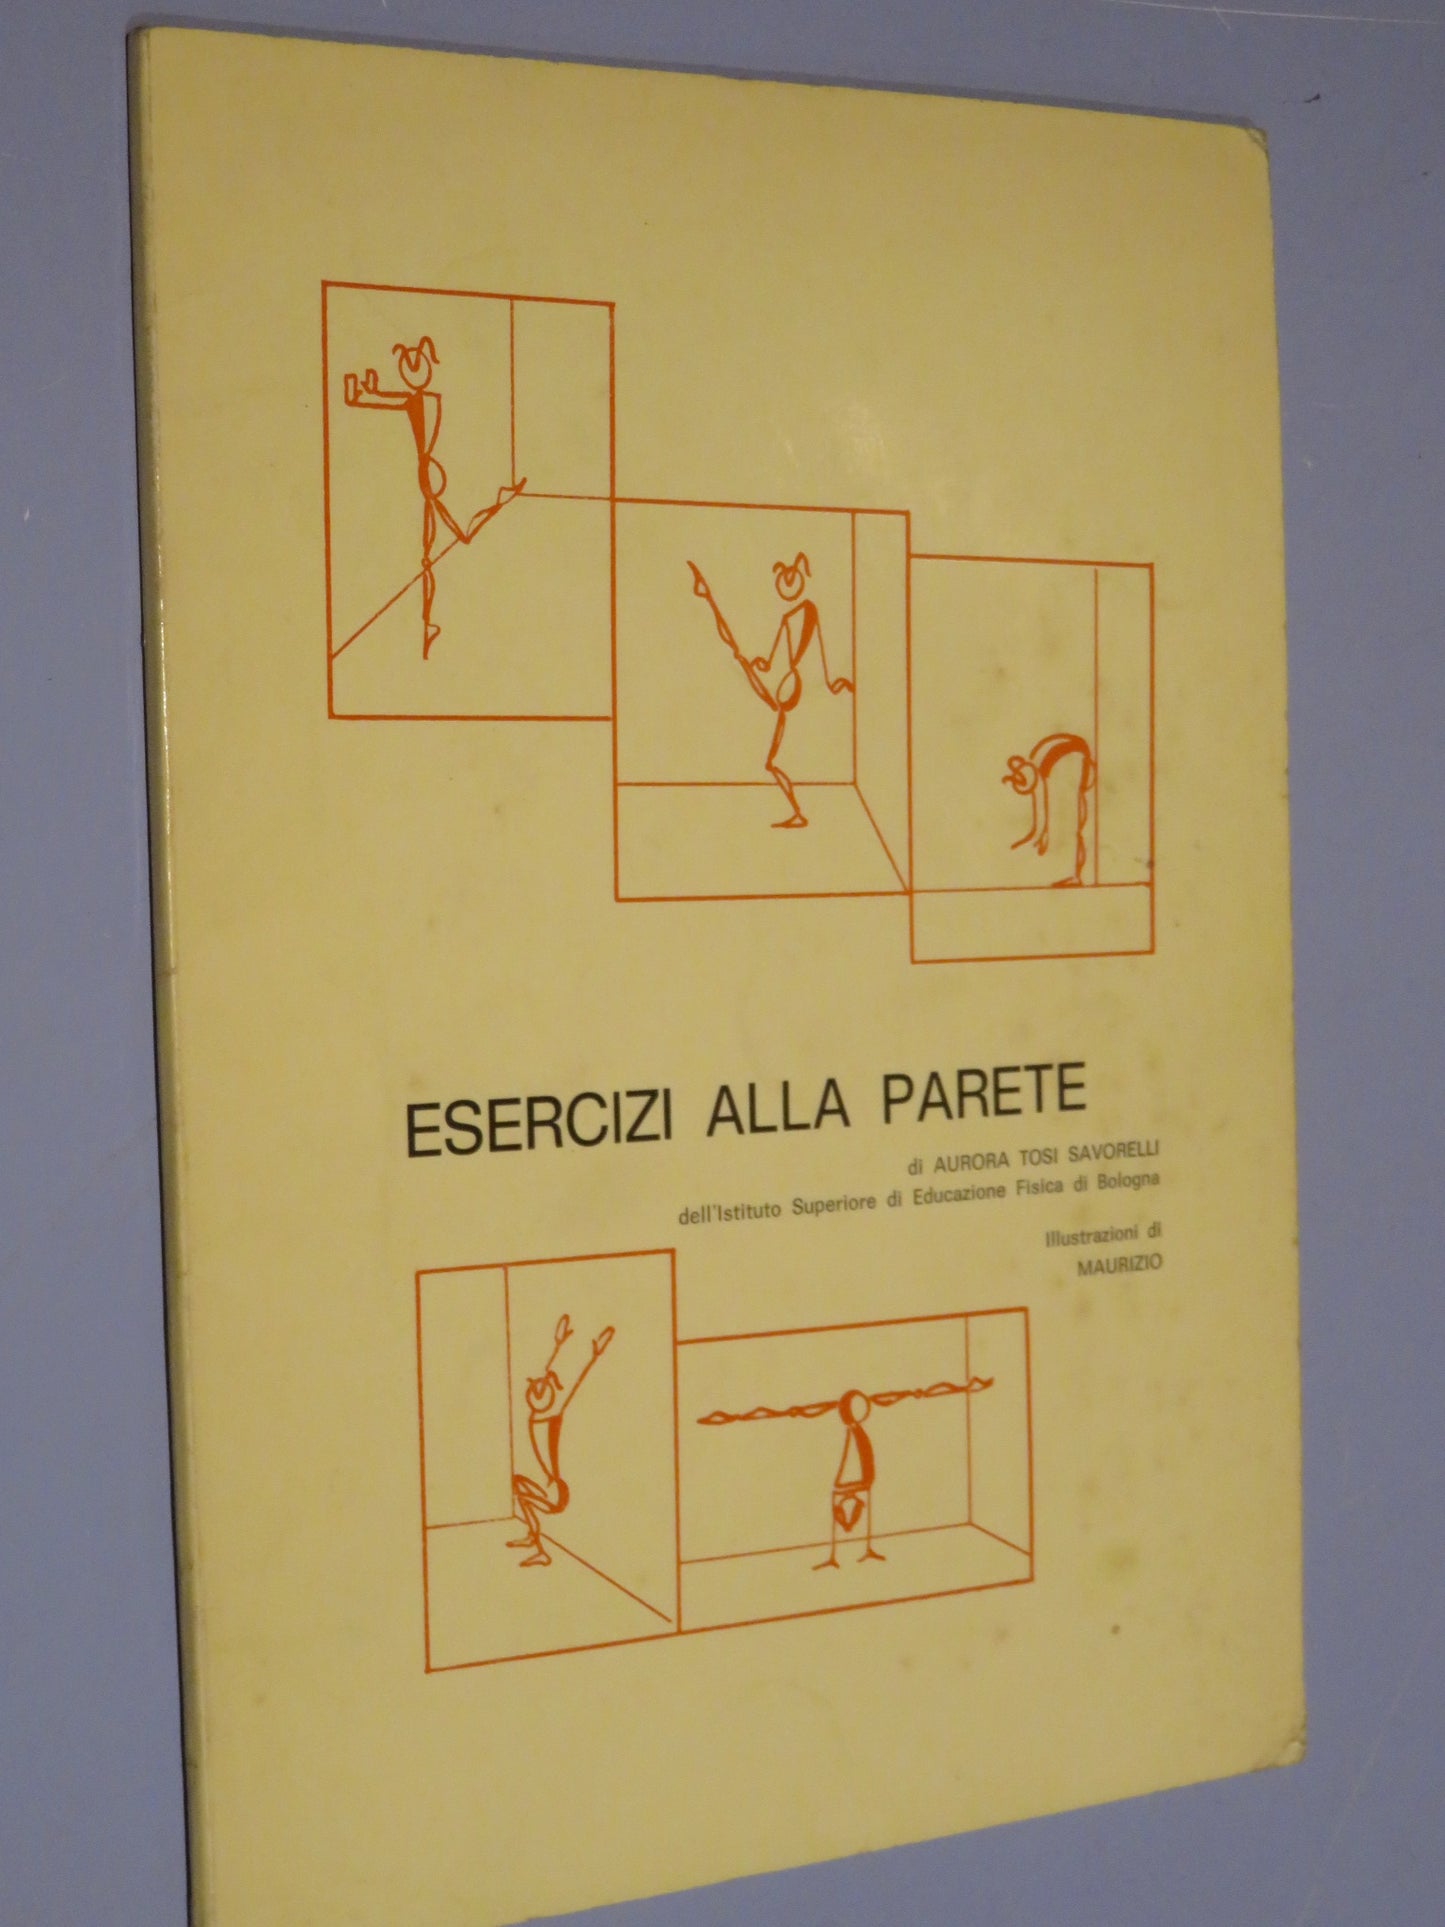 ESERCIZI ALLA PARETE
di AURORA TOSI SAVORELLI
dell'Istituto Superiore di Educazione Fisica di Bologna
Illustrazioni di
MAURIZIO